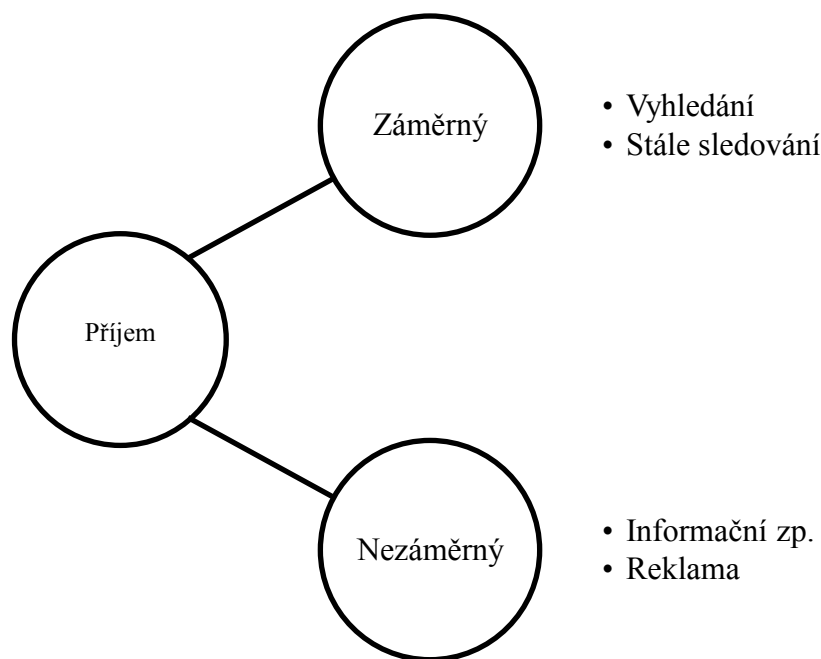 Záměrný
• Vyhledání
• Stále sledování
Příjem
Nezáměrný
• Informační zp.
• Reklama